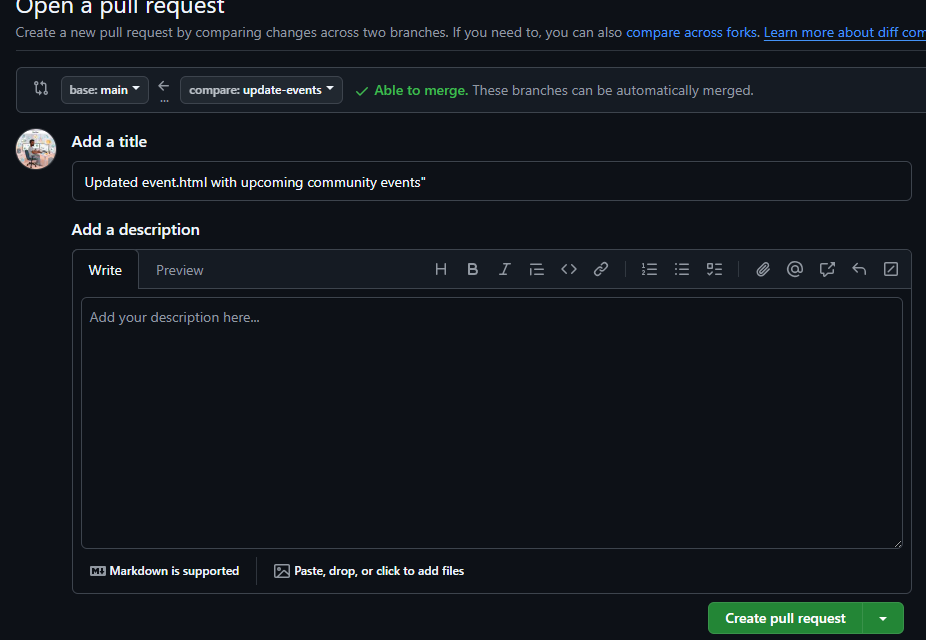 Open a pull request
Create a new pull request by comparing changes across two branches. If you need to, you can also compare across forks. Learn more about diff com
base: main
compare: update-events
Able to merge. These branches can be automatically merged.
...
Add a title
Updated event.html with upcoming community events"
Add a description
Write Preview
Add your description here...
Markdown is supported
Paste, drop, or click to add files
Create pull request